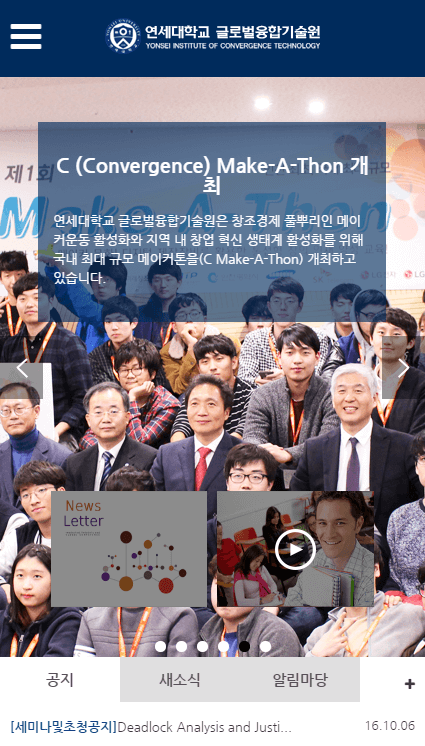 연세대학교 글로벌융합기술원
YONSEI INSTITUTE OF CONVERGENCE TECHNOLOGY
C (Convergence) Make-A-Thon 개
최
연세대학교 글로벌융합기술원은 창조경제 풀뿌리인 메이
커운동 활성화와 지역 내 창업 혁신 생태계 활성화를 위해
국내 최대 규모 메이커톤을(C Make-A-Thon) 개최하고
있습니다.
제1회
Make-A-Thon
LG
News
Letter
공지 새소식 알림마당 +
[세미나및초청공지]Deadlock Analysis and Justi... 16.10.06